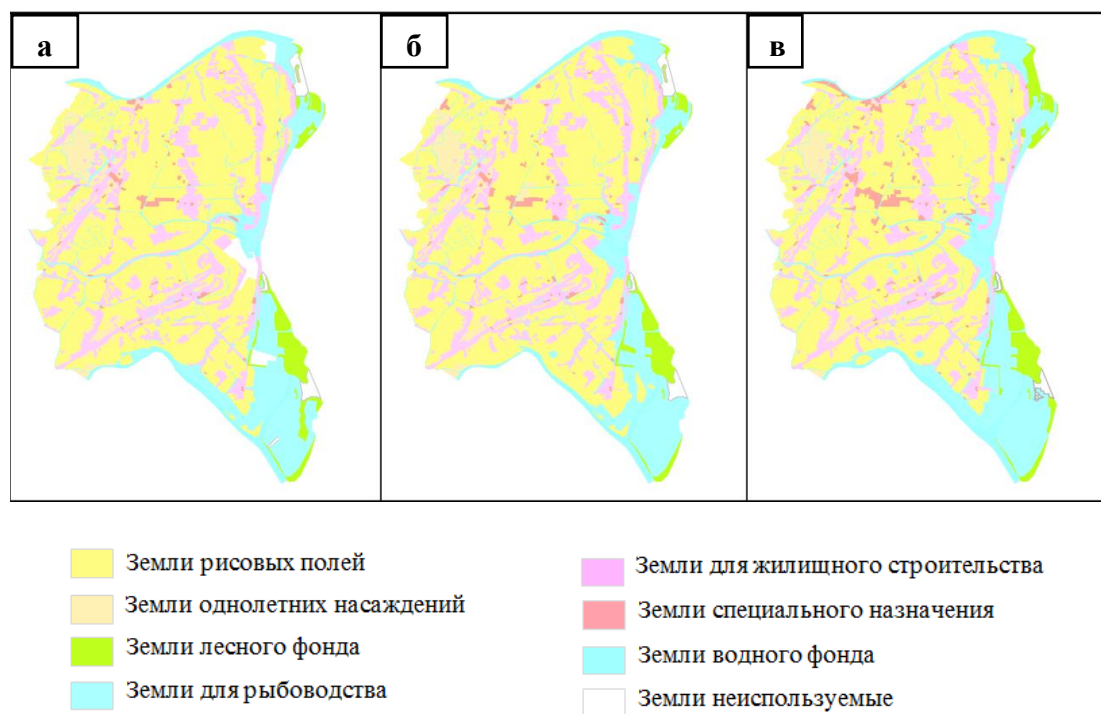 а
б
в
Земли рисовых полей
Земли однолетних насаждений
Земли лесного фонда
Земли для рыбоводства
Земли для жилищного строительства
Земли специального назначения
Земли водного фонда
Земли неиспользуемые